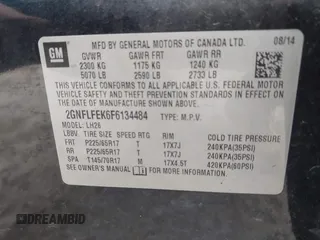 GM
MFD BY GENERAL MOTORS OF CANADA LTD. 08/14
GVWR GAWR FRT GAWR RR
2300 KG 1175 KG 1240 KG
5070 LB 2590 LB 2733 LB
THIS VEHICLE CONFORMS TO ALL APPLICABLE U.S. FEDERAL MOTOR
VEHICLE SAFETY AND THEFT PREVENTION STANDARDS IN EFFECT
ON THE DATE OF MANUFACTURE SHOWN ABOVE.
2GNFLFEK6F6134484 TYPE: M.P.V.
MODEL: LH26
TIRE SIZE SPEED RTG RIM COLD TIRE PRESSURE
FRT P225/65R17 T 17X7J 240KPA(35PSI)
RR P225/65R17 T 17X7J 240KPA(35PSI)
SPA T145/70R17 M 17X4.5T 420KPA(60PSI)
SEE OWNER'S MANUAL FOR ADDITIONAL INFORMATION.
DREAMBID